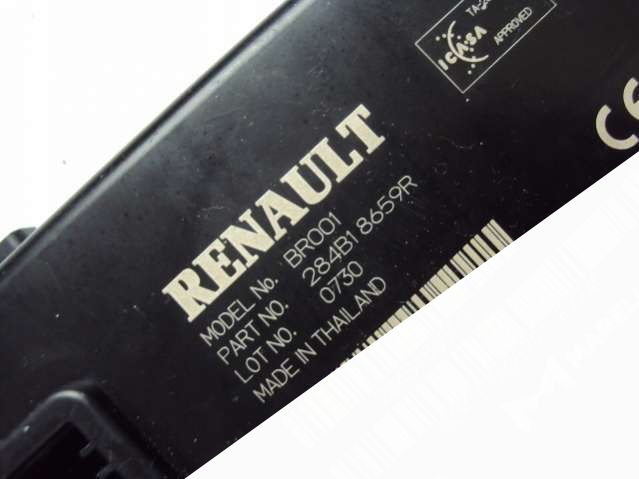 ICASA
APPROVED
CE
RENAULT
MODEL No. BR001
PART NO. 284B1 8659R
LOT NO. 0730
MADE IN THAILAND